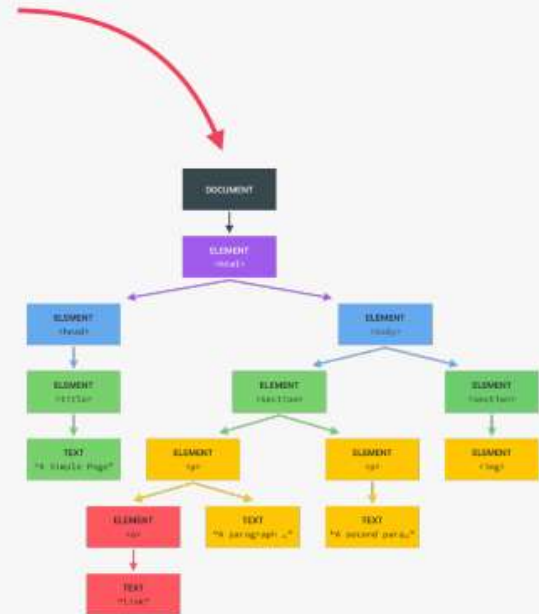 DOCUMENT
ELEMENT
ELEMENT
<head>
ELEMENT
<body>
ELEMENT
<title>
ELEMENT
<section>
ELEMENT
<section>
TEXT
"A Simple Page"
ELEMENT
<p>
ELEMENT
<p>
ELEMENT
<img>
ELEMENT
<a>
TEXT
"A paragraph …"
TEXT
"A second para…"
TEXT
"link"